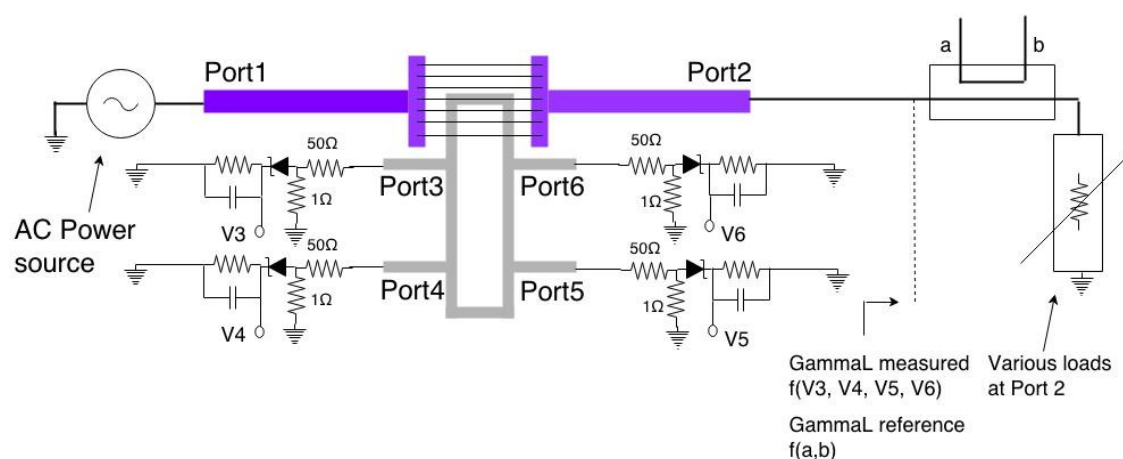 a
b
Port1
Port2
50Ω
50Ω
Port3
Port6
1Ω
1Ω
V3
V6
AC Power
source
50Ω
50Ω
Port4
Port5
1Ω
1Ω
V4
V5
GammaL measured
f(V3, V4, V5, V6)
GammaL reference
f(a,b)
Various loads
at Port 2